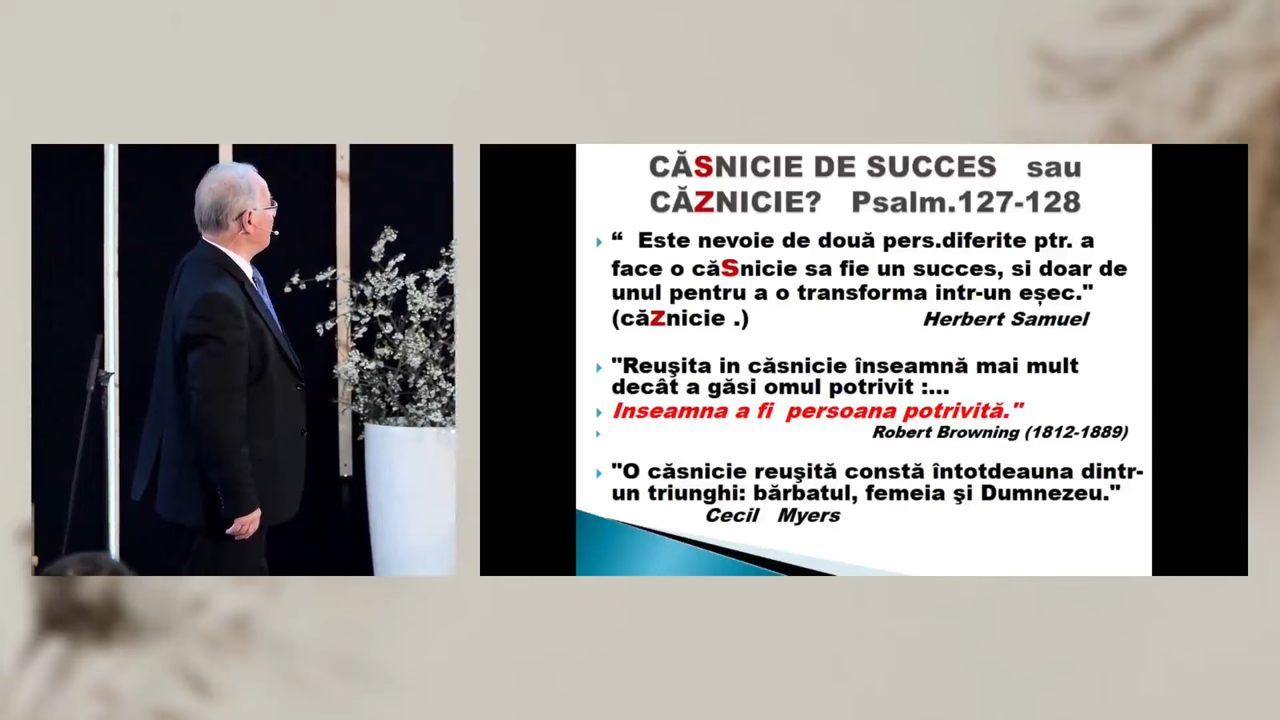 CĂSNICIE DE SUCCES sau
CĂZNICIE? Psalm.127-128
“ Este nevoie de două pers.diferite ptr. a
face o căSnicie sa fie un succes, si doar de
unul pentru a o transforma intr-un eșec."
(căznicie .) Herbert Samuel
"Reuşita in căsnicie înseamnă mai mult
decât a găsi omul potrivit :...
Inseamna a fi persoana potrivită."
Robert Browning (1812-1889)
"O căsnicie reuşită constă întotdeauna dintr-
un triunghi: bărbatul, femeia şi Dumnezeu."
Cecil Myers